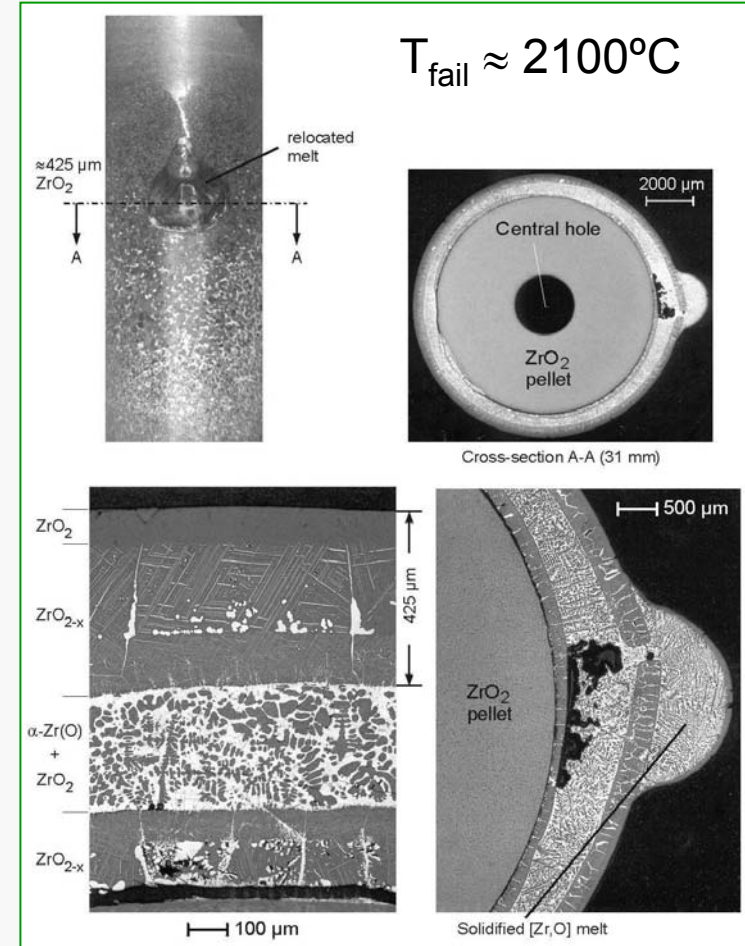 T_fail ≈ 2100ºC
relocated
melt
≈425 µm
ZrO₂
A
A
2000 µm
Central hole
ZrO₂
pellet
Cross-section A-A (31 mm)
ZrO₂
ZrO₂₋ₓ
α-Zr(O)
+
ZrO₂
ZrO₂₋ₓ
425 µm
100 µm
500 µm
ZrO₂
pellet
Solidified [Zr,O] melt